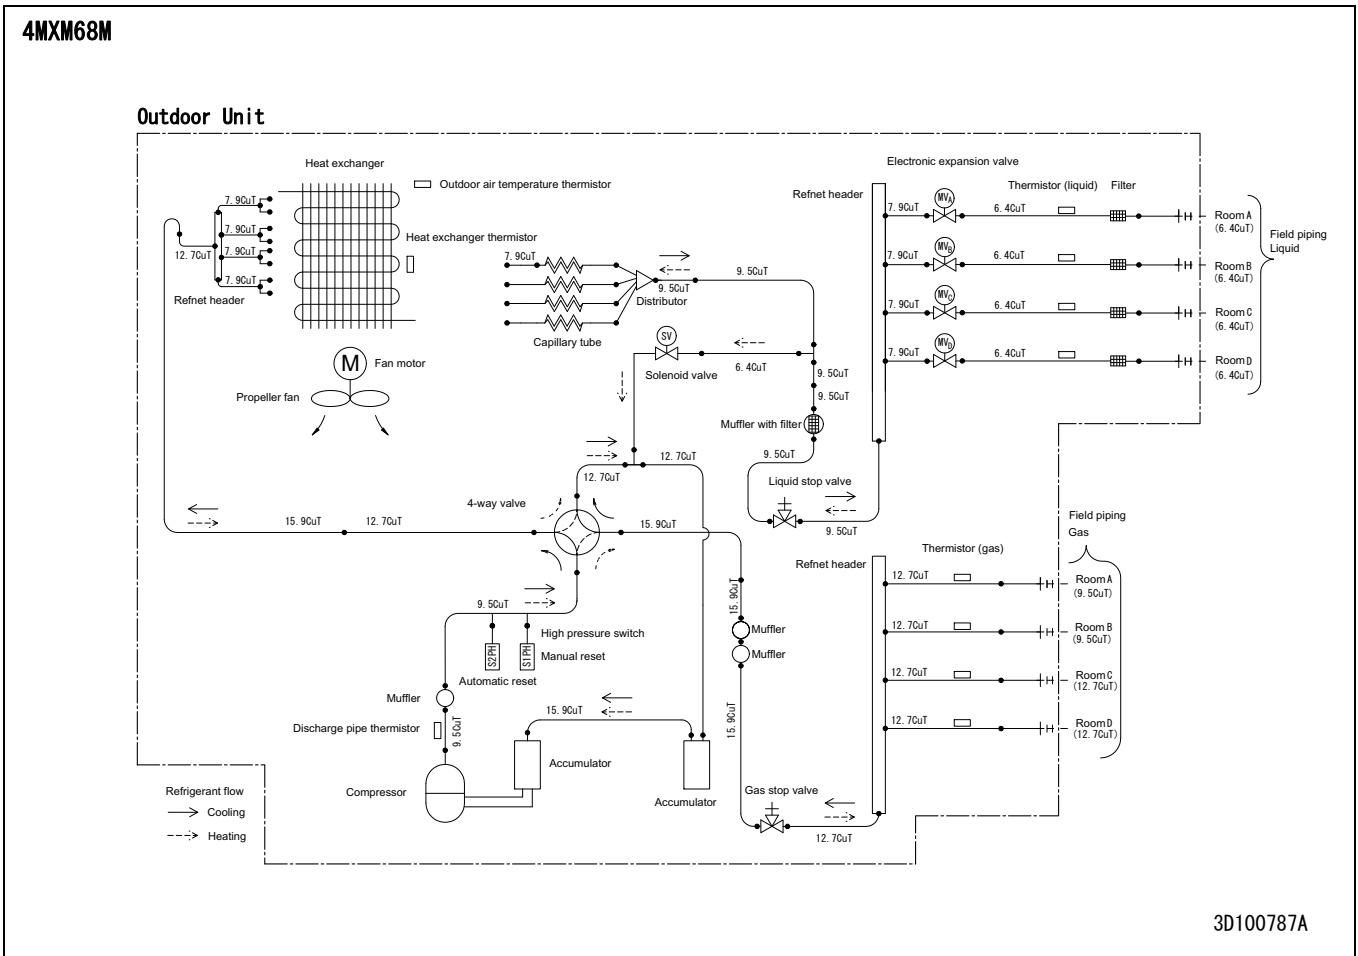 4MXM68M
Outdoor Unit
Heat exchanger
Outdoor air temperature thermistor
Heat exchanger thermistor
7.9CuT
7.9CuT
7.9CuT
7.9CuT
12.7CuT
Refnet header
M
Fan motor
Propeller fan
7.9CuT
Capillary tube
Distributor
9.5CuT
9.5CuT
SV
Solenoid valve
6.4CuT
9.5CuT
9.5CuT
Muffler with filter
9.5CuT
Liquid stop valve
9.5CuT
Electronic expansion valve
Refnet header
Thermistor (liquid)
Filter
7.9CuT
MVA
6.4CuT
Room A
(6.4CuT)
7.9CuT
MVB
6.4CuT
Room B
(6.4CuT)
7.9CuT
MVC
6.4CuT
Room C
(6.4CuT)
7.9CuT
MVD
6.4CuT
Room D
(6.4CuT)
Field piping
Liquid
12.7CuT
12.7CuT
4-way valve
15.9CuT
12.7CuT
15.9CuT
9.5CuT
High pressure switch
S2PH
S1PH
Manual reset
Automatic reset
Muffler
Discharge pipe thermistor
9.5CuT
Compressor
15.9CuT
Accumulator
Accumulator
15.9CuT
Muffler
Muffler
15.9CuT
Gas stop valve
12.7CuT
Refnet header
Thermistor (gas)
Field piping
Gas
12.7CuT
Room A
(9.5CuT)
12.7CuT
Room B
(9.5CuT)
12.7CuT
Room C
(12.7CuT)
12.7CuT
Room D
(12.7CuT)
Refrigerant flow
Cooling
Heating
3D100787A